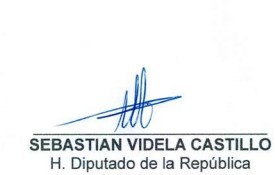 SEBASTIAN VIDELA CASTILLO
H. Diputado de la República